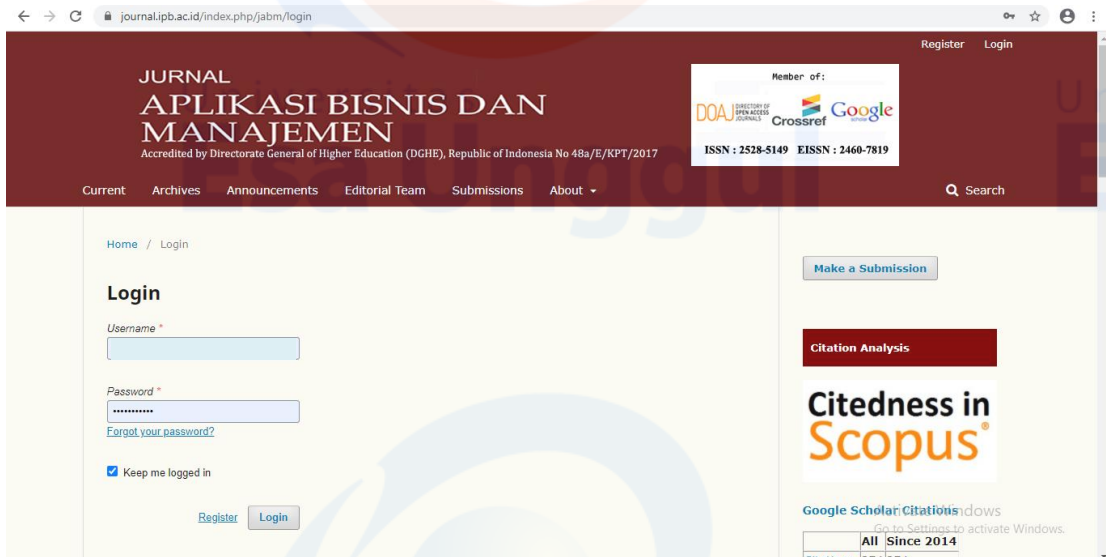 journal.ipb.ac.id/index.php/jabm/login
Register Login
JURNAL
APLIKASI BISNIS DAN
MANAJEMEN
Accredited by Directorate General of Higher Education (DGHE), Republic of Indonesia No 48a/E/KPT/2017
Member of:
DOAJ DIRECTORY OF OPEN ACCESS JOURNALS Crossref Google
ISSN : 2528-5149 EISSN : 2460-7819
Current Archives Announcements Editorial Team Submissions About Search
Esa Unggul
Home / Login
Login
Username *
Password *
Forgot your password?
Keep me logged in
Register Login
Make a Submission
Citation Analysis
Citedness in
Scopus®
Google Scholar Citations
Activate Windows
Go to Settings to activate Windows.
All Since 2014